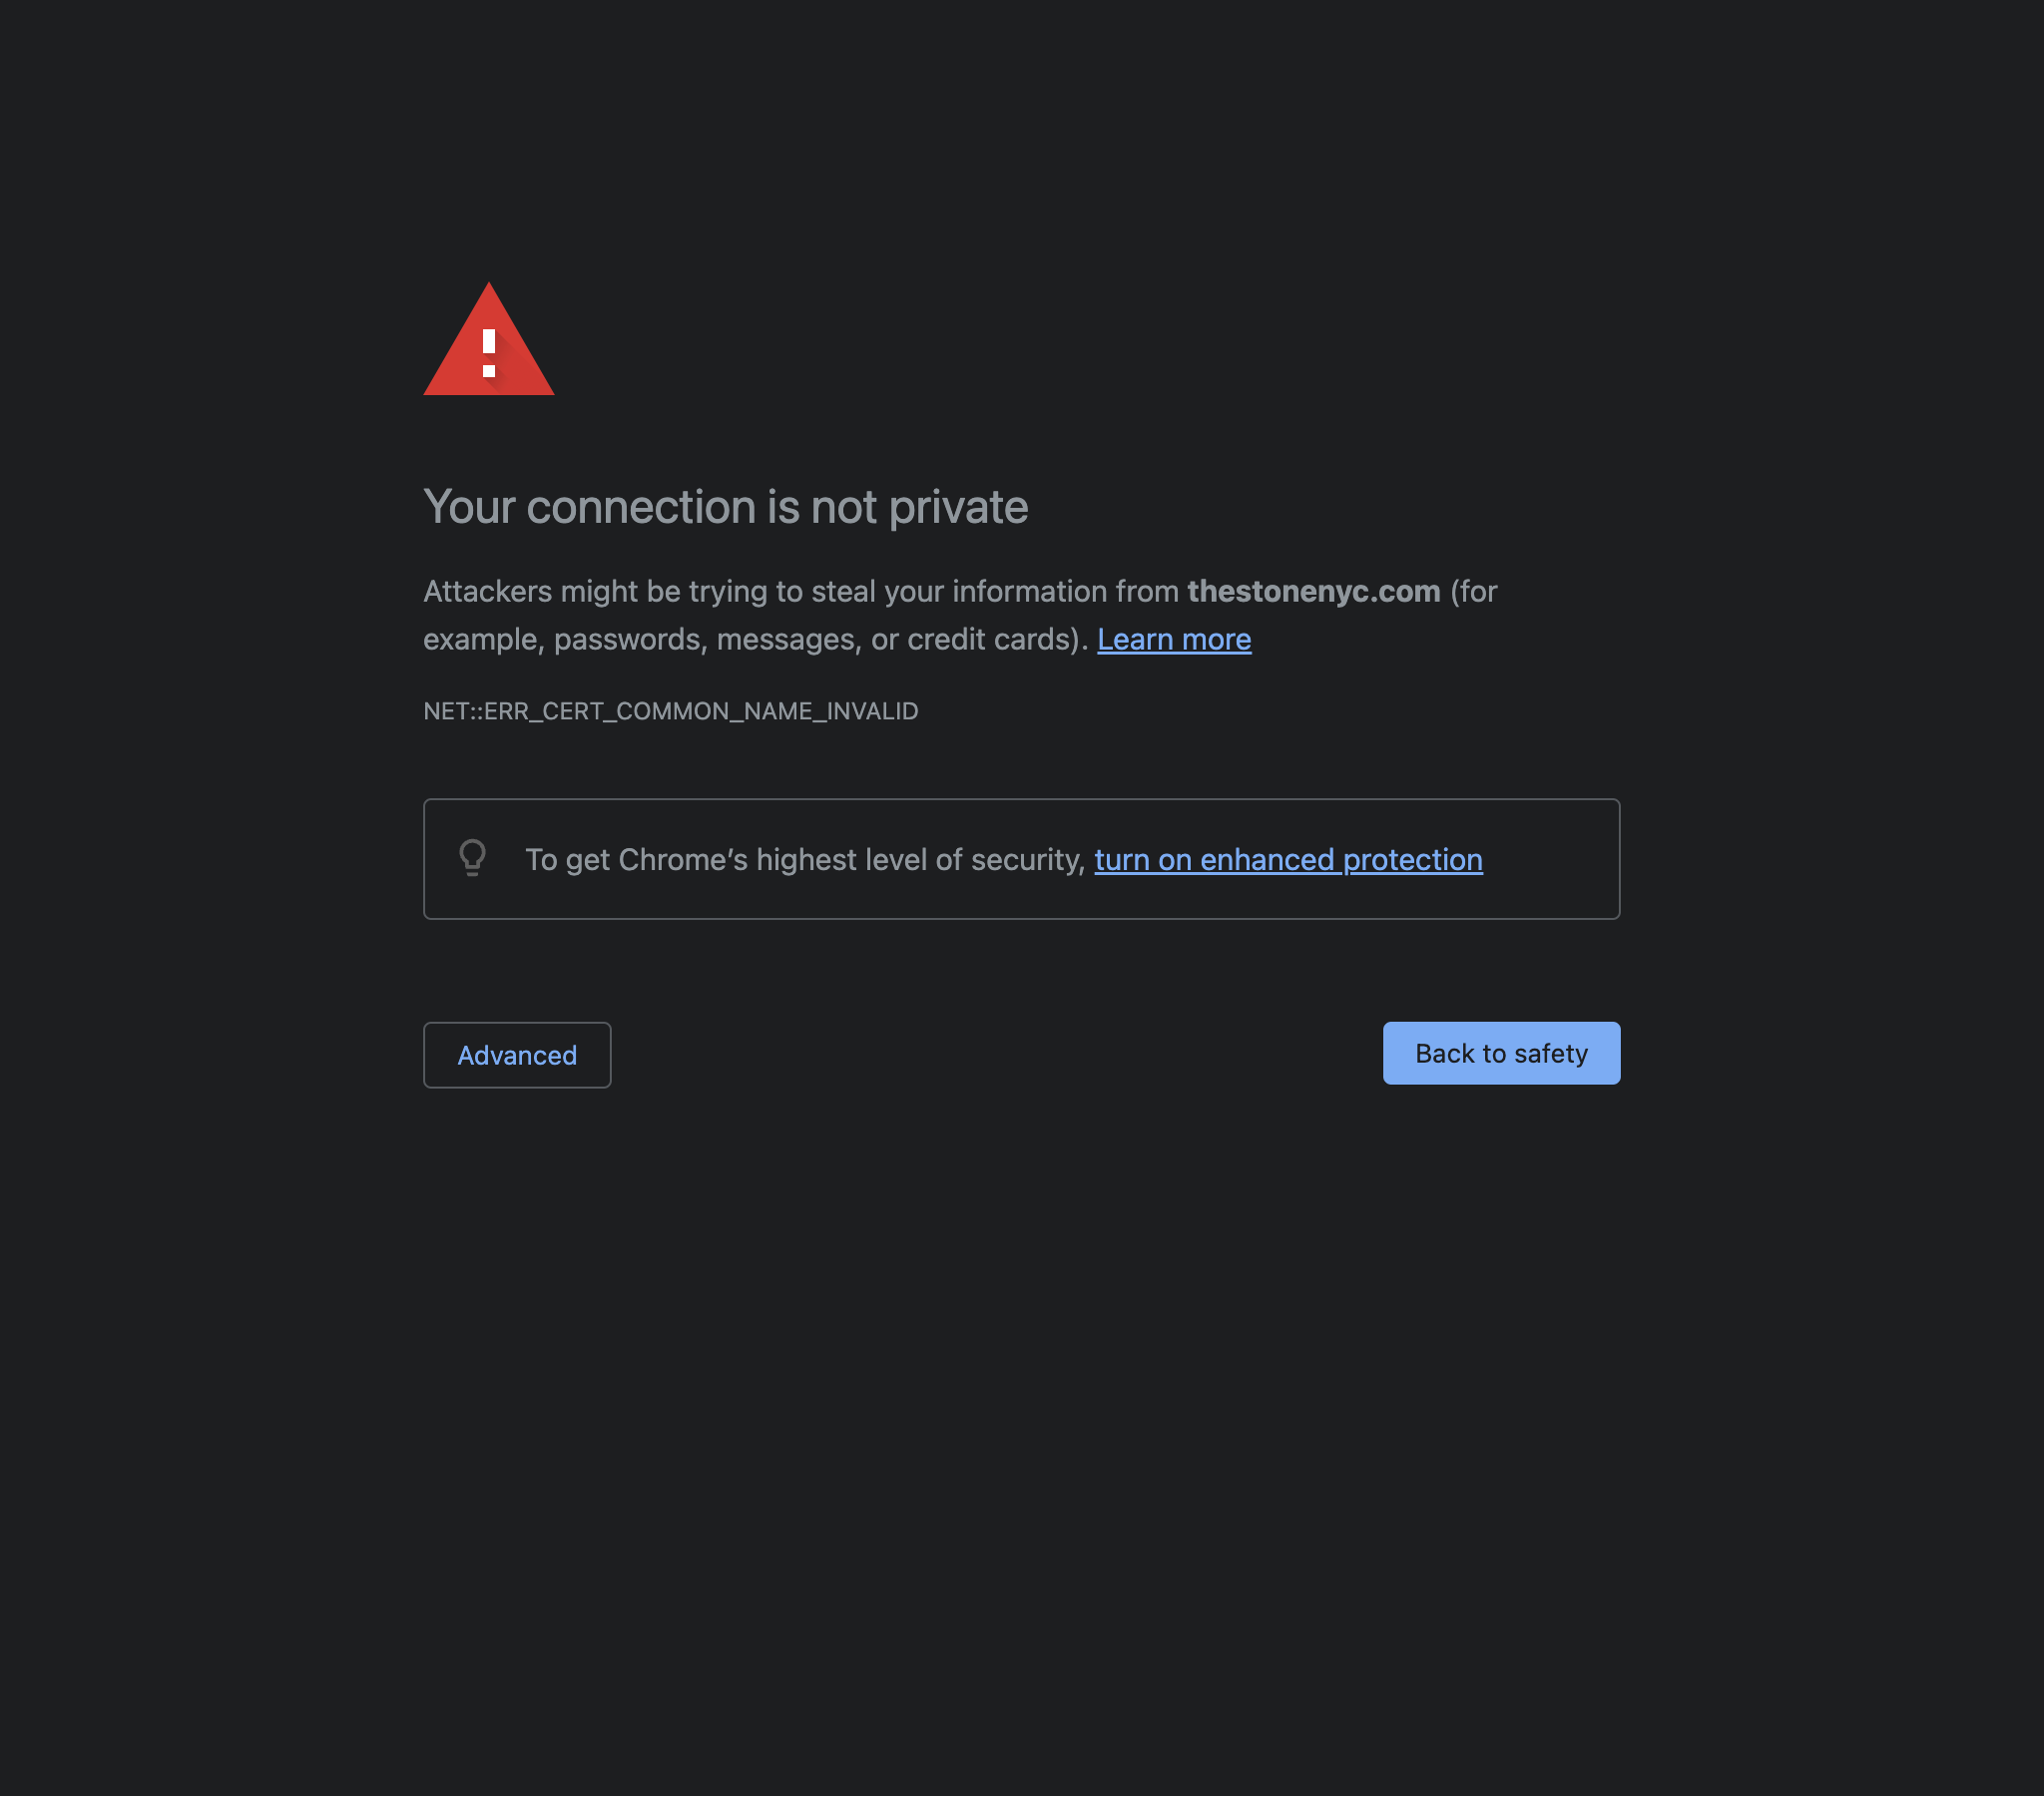 Your connection is not private
Attackers might be trying to steal your information from thestonenyc.com (for
example, passwords, messages, or credit cards). Learn more
NET::ERR_CERT_COMMON_NAME_INVALID
To get Chrome’s highest level of security, turn on enhanced protection
Advanced
Back to safety